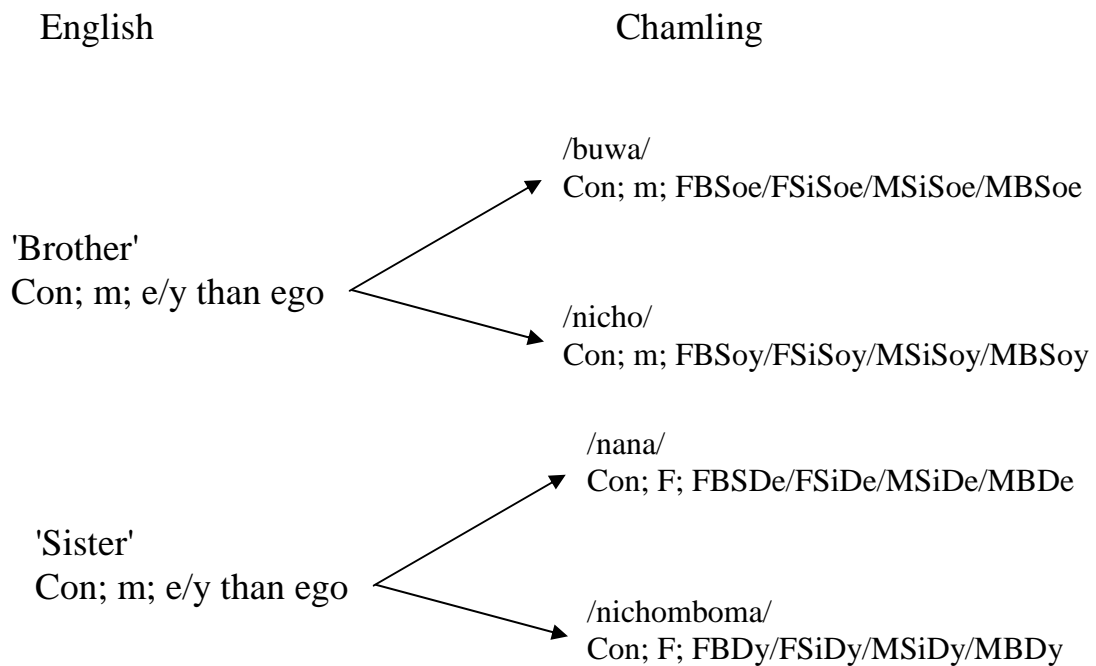 English
Chamling
/buwa/
Con; m; FBSoe/FSiSoe/MSiSoe/MBSoe
'Brother'
Con; m; e/y than ego
/nicho/
Con; m; FBSoy/FSiSoy/MSiSoy/MBSoy
/nana/
Con; F; FBSDe/FSiDe/MSiDe/MBDe
'Sister'
Con; m; e/y than ego
/nichomboma/
Con; F; FBDy/FSiDy/MSiDy/MBDy